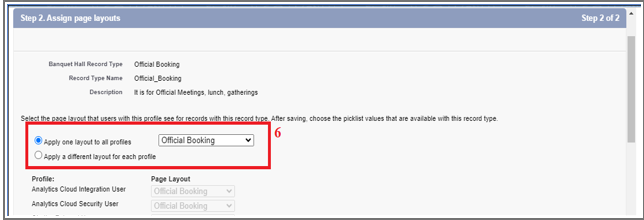 Step 2. Assign page layouts Step 2 of 2
Banquet Hall Record Type Official Booking
Record Type Name Official_Booking
Description It is for Official Meetings, lunch, gatherings
Select the page layout that users with this profile see for records with this record type. After saving, choose the picklist values that are available with this record type.
6
Apply one layout to all profiles Official Booking
Apply a different layout for each profile
Profile: Page Layout
Analytics Cloud Integration User Official Booking
Analytics Cloud Security User Official Booking